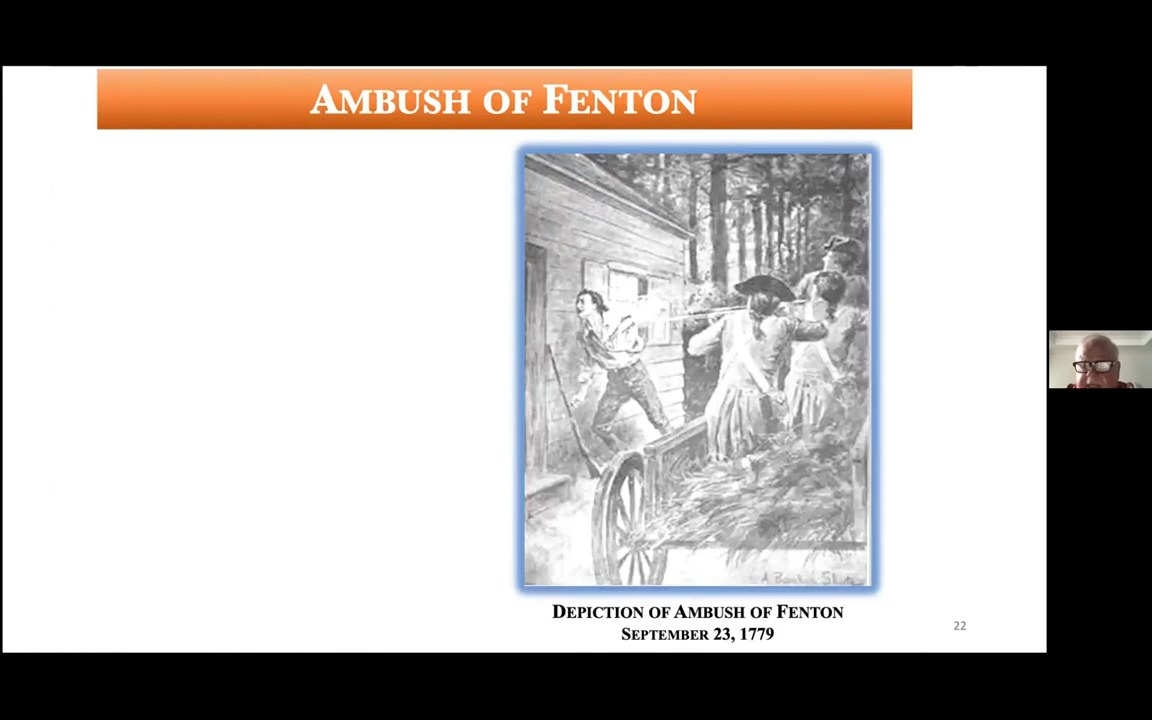 AMBUSH OF FENTON
DEPICTION OF AMBUSH OF FENTON
SEPTEMBER 23, 1779
22